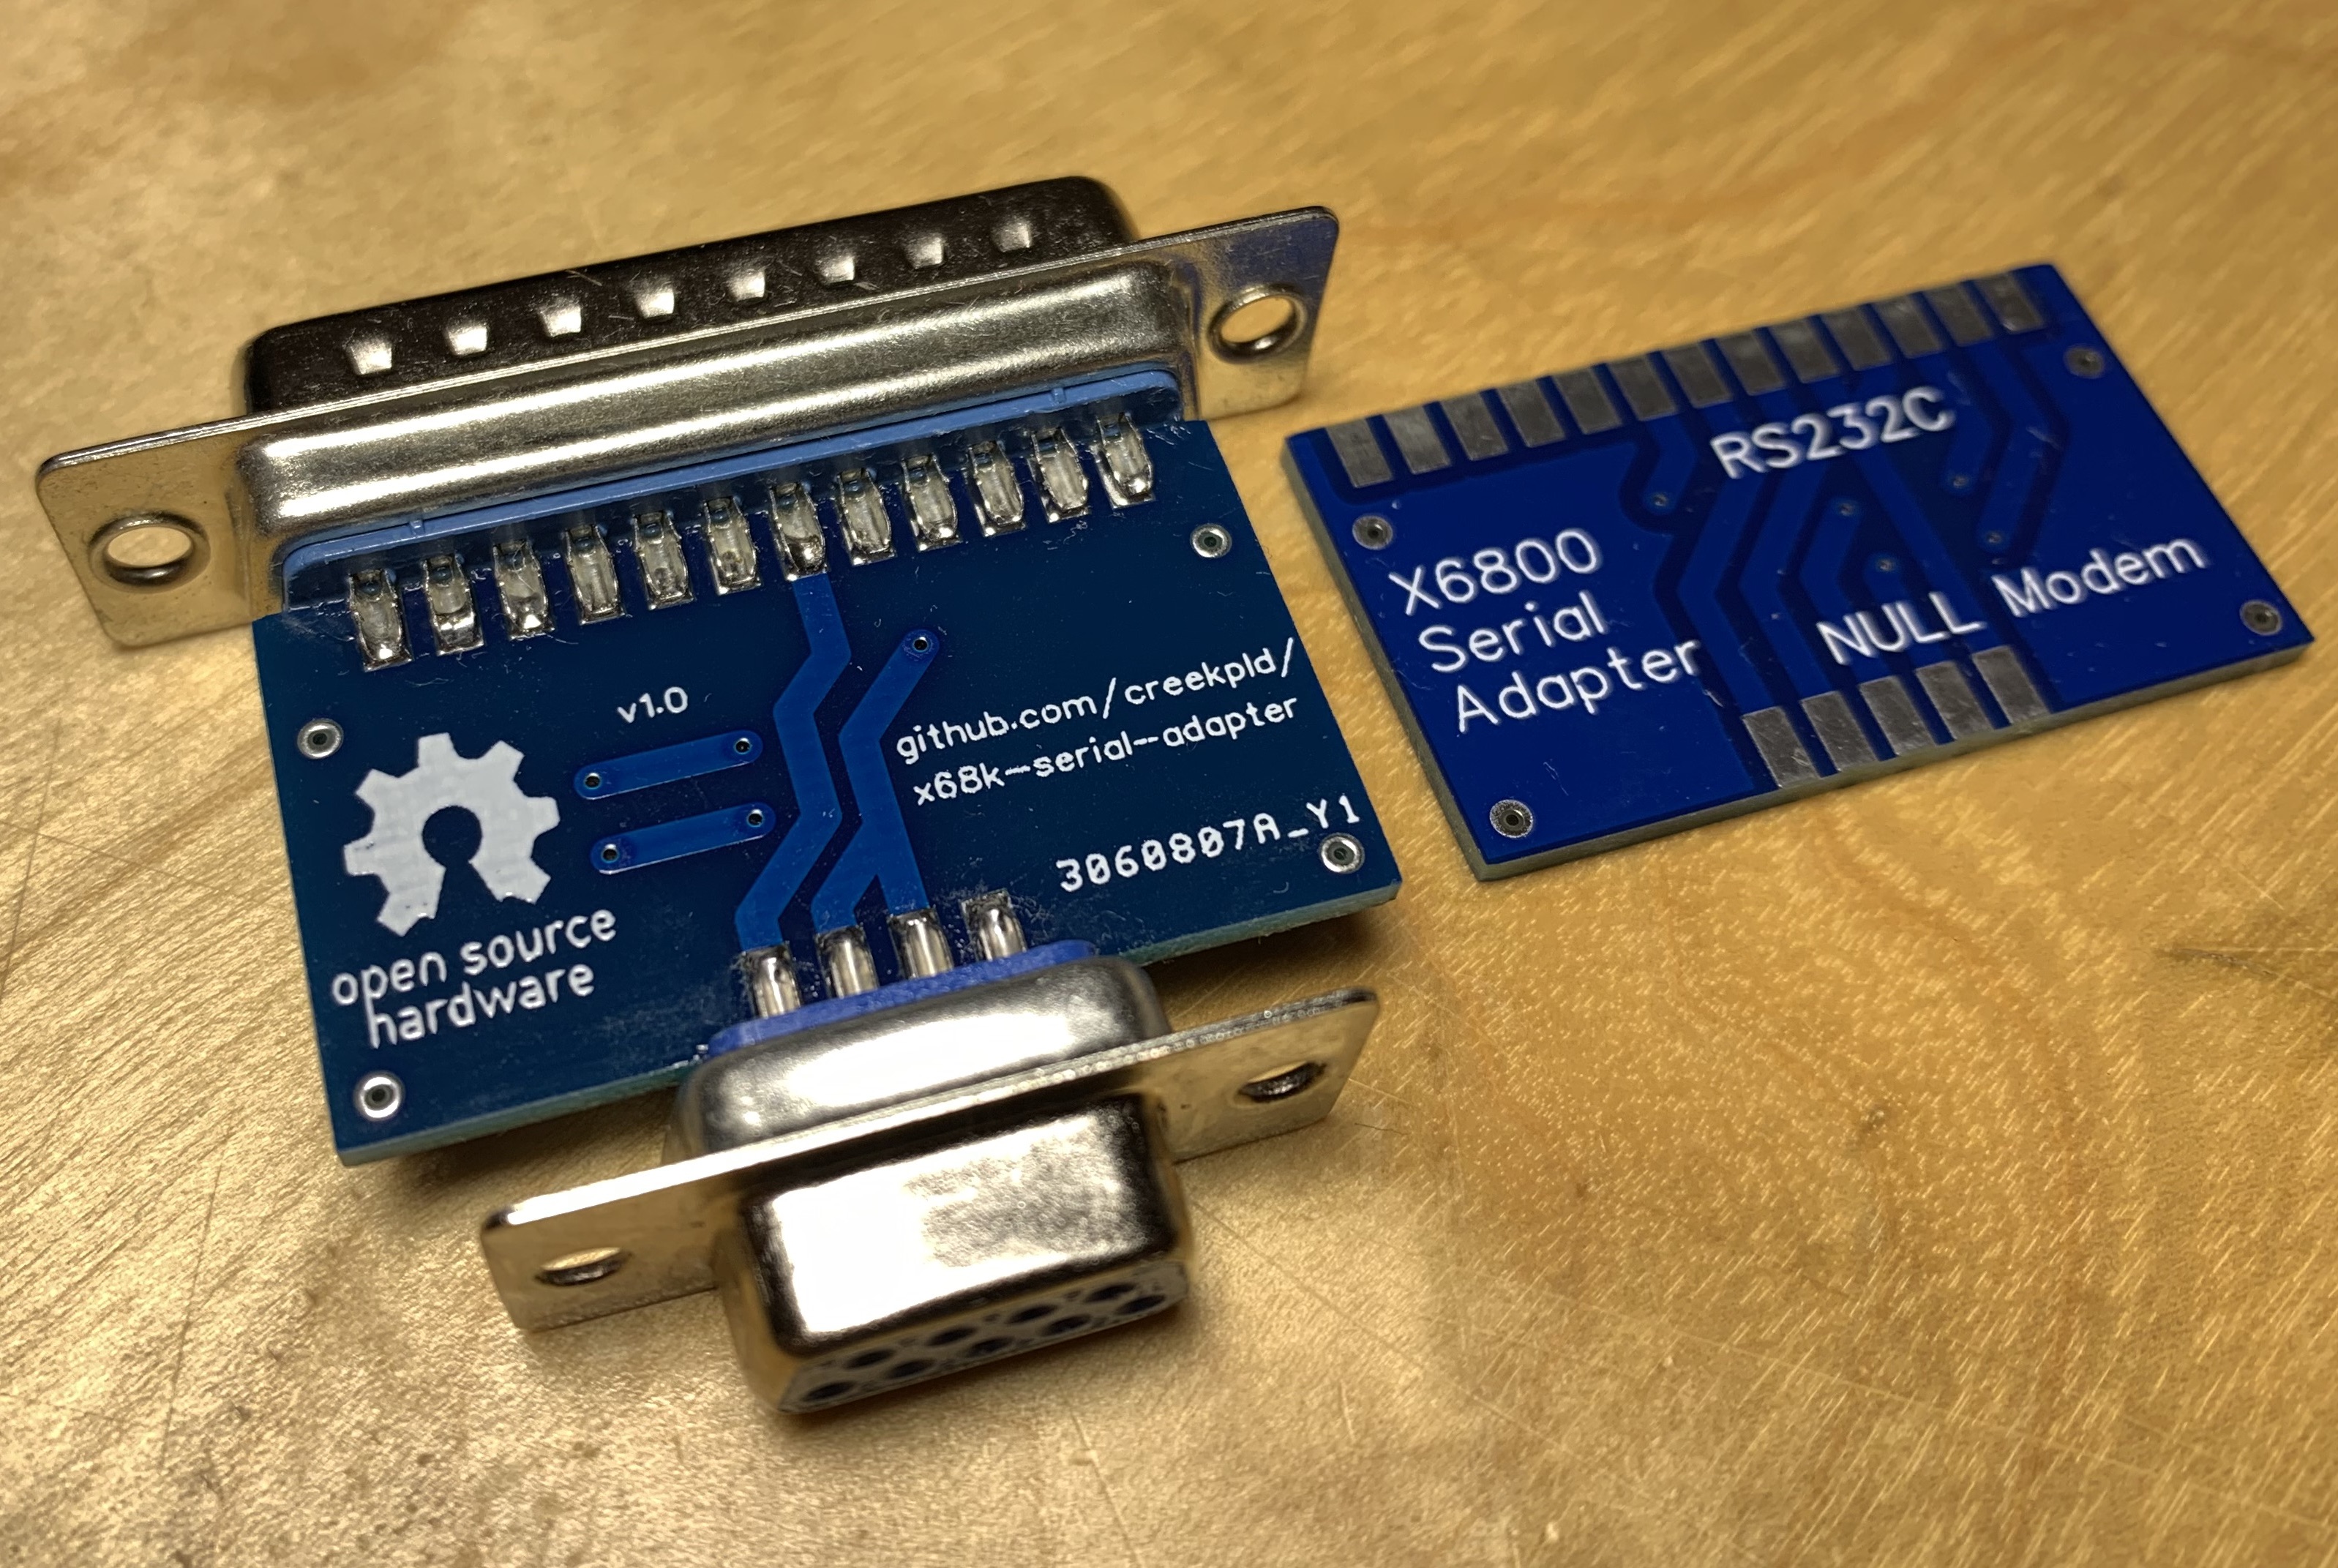 v1.0
github.com/creekpld/
x68k-serial-adapter
3060807A_Y1
open source
hardware
RS232C
X6800
Serial
Adapter
NULL Modem